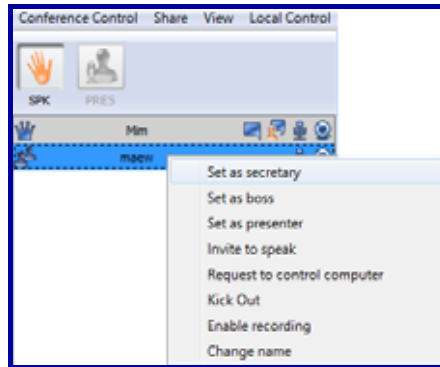 Conference Control Share View Local Control
SPK PRES
Mim
maew
Set as secretary
Set as boss
Set as presenter
Invite to speak
Request to control computer
Kick Out
Enable recording
Change name